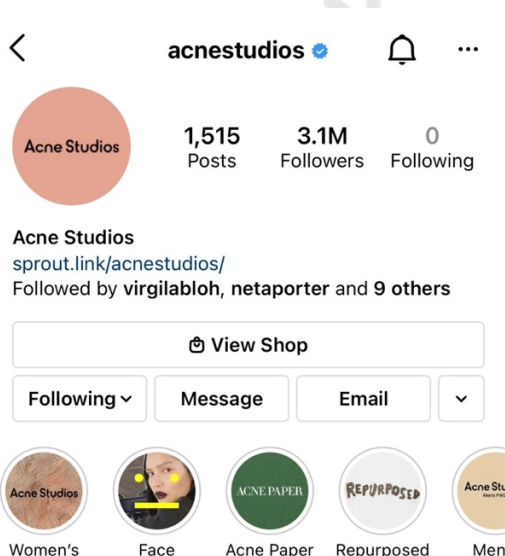 acnestudios
Acne Studios
1,515
Posts
3.1M
Followers
0
Following
Acne Studios
sprout.link/acnestudios/
Followed by virgilabloh, netaporter and 9 others
View Shop
Following
Message
Email
Acne Studios
ACNE PAPER
REPURPOSED
Acne Stu
Women's
Face
Acne Paper
Repurposed
Men